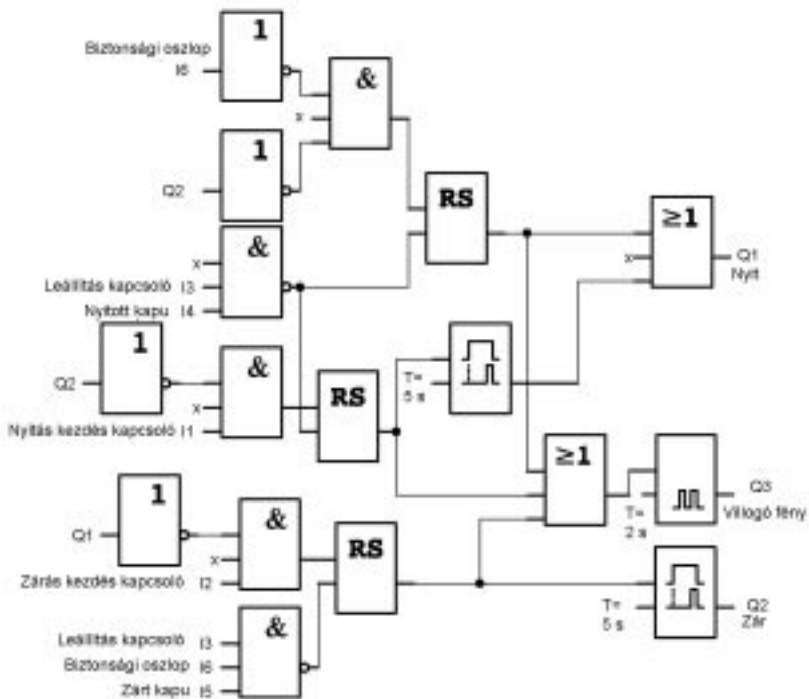 1
Biztonsági oszlop
I6
&
x
1
Q2
RS
≥1
x
Q1
Nyit
&
x
Leállítás kapcsoló I3
Nyitott kapu I4
1
Q2
&
x
Nyitás kezdés kapcsoló I1
RS
T=
5 s
≥1
Q3
Villogó fény
T=
2 s
1
Q1
&
x
Zárás kezdés kapcsoló I2
RS
T=
5 s
Q2
Zár
&
Leállítás kapcsoló I3
Biztonsági oszlop I6
Zárt kapu I5